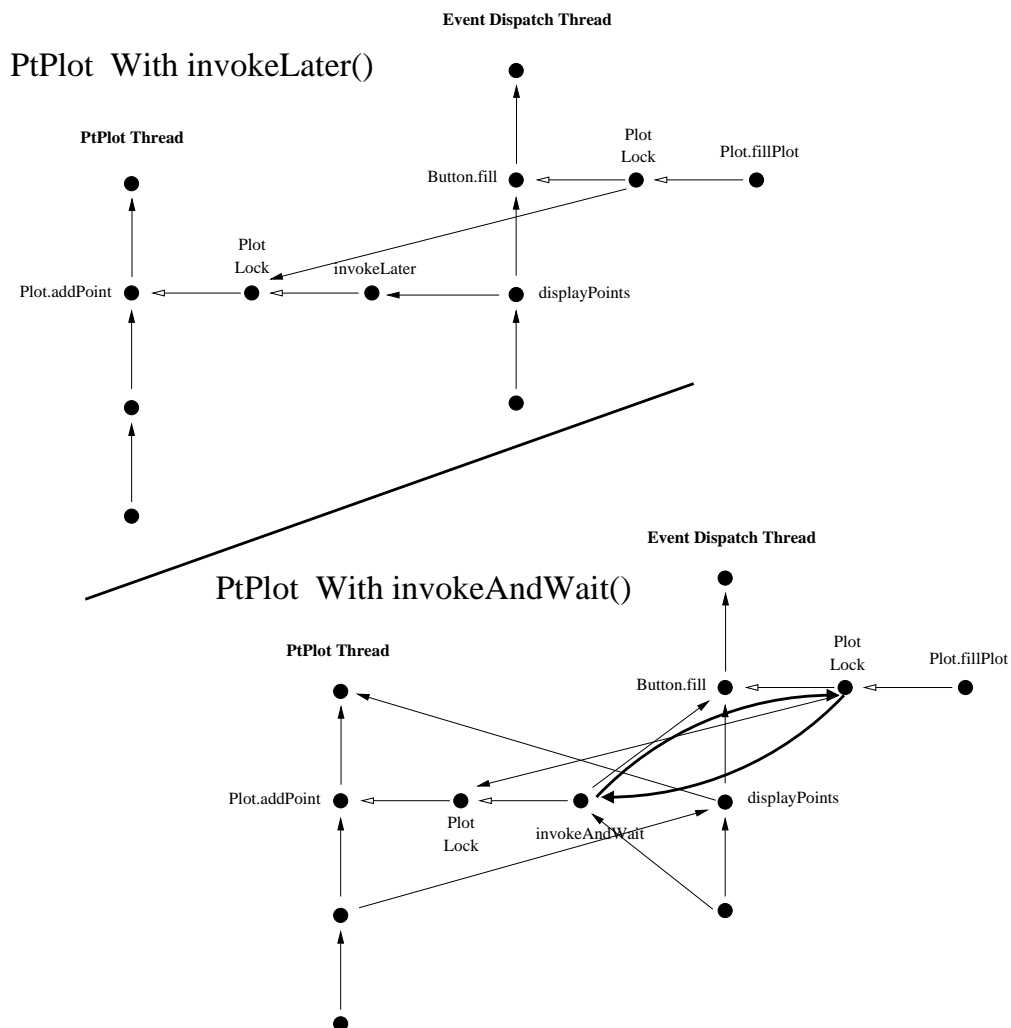 Event Dispatch Thread
PtPlot With invokeLater()
PtPlot Thread
Plot
Lock
Plot.fillPlot
Button.fill
Plot
Lock
invokeLater
Plot.addPoint
displayPoints
Event Dispatch Thread
PtPlot With invokeAndWait()
PtPlot Thread
Plot
Lock
Plot.fillPlot
Button.fill
Plot.addPoint
displayPoints
Plot
Lock
invokeAndWait